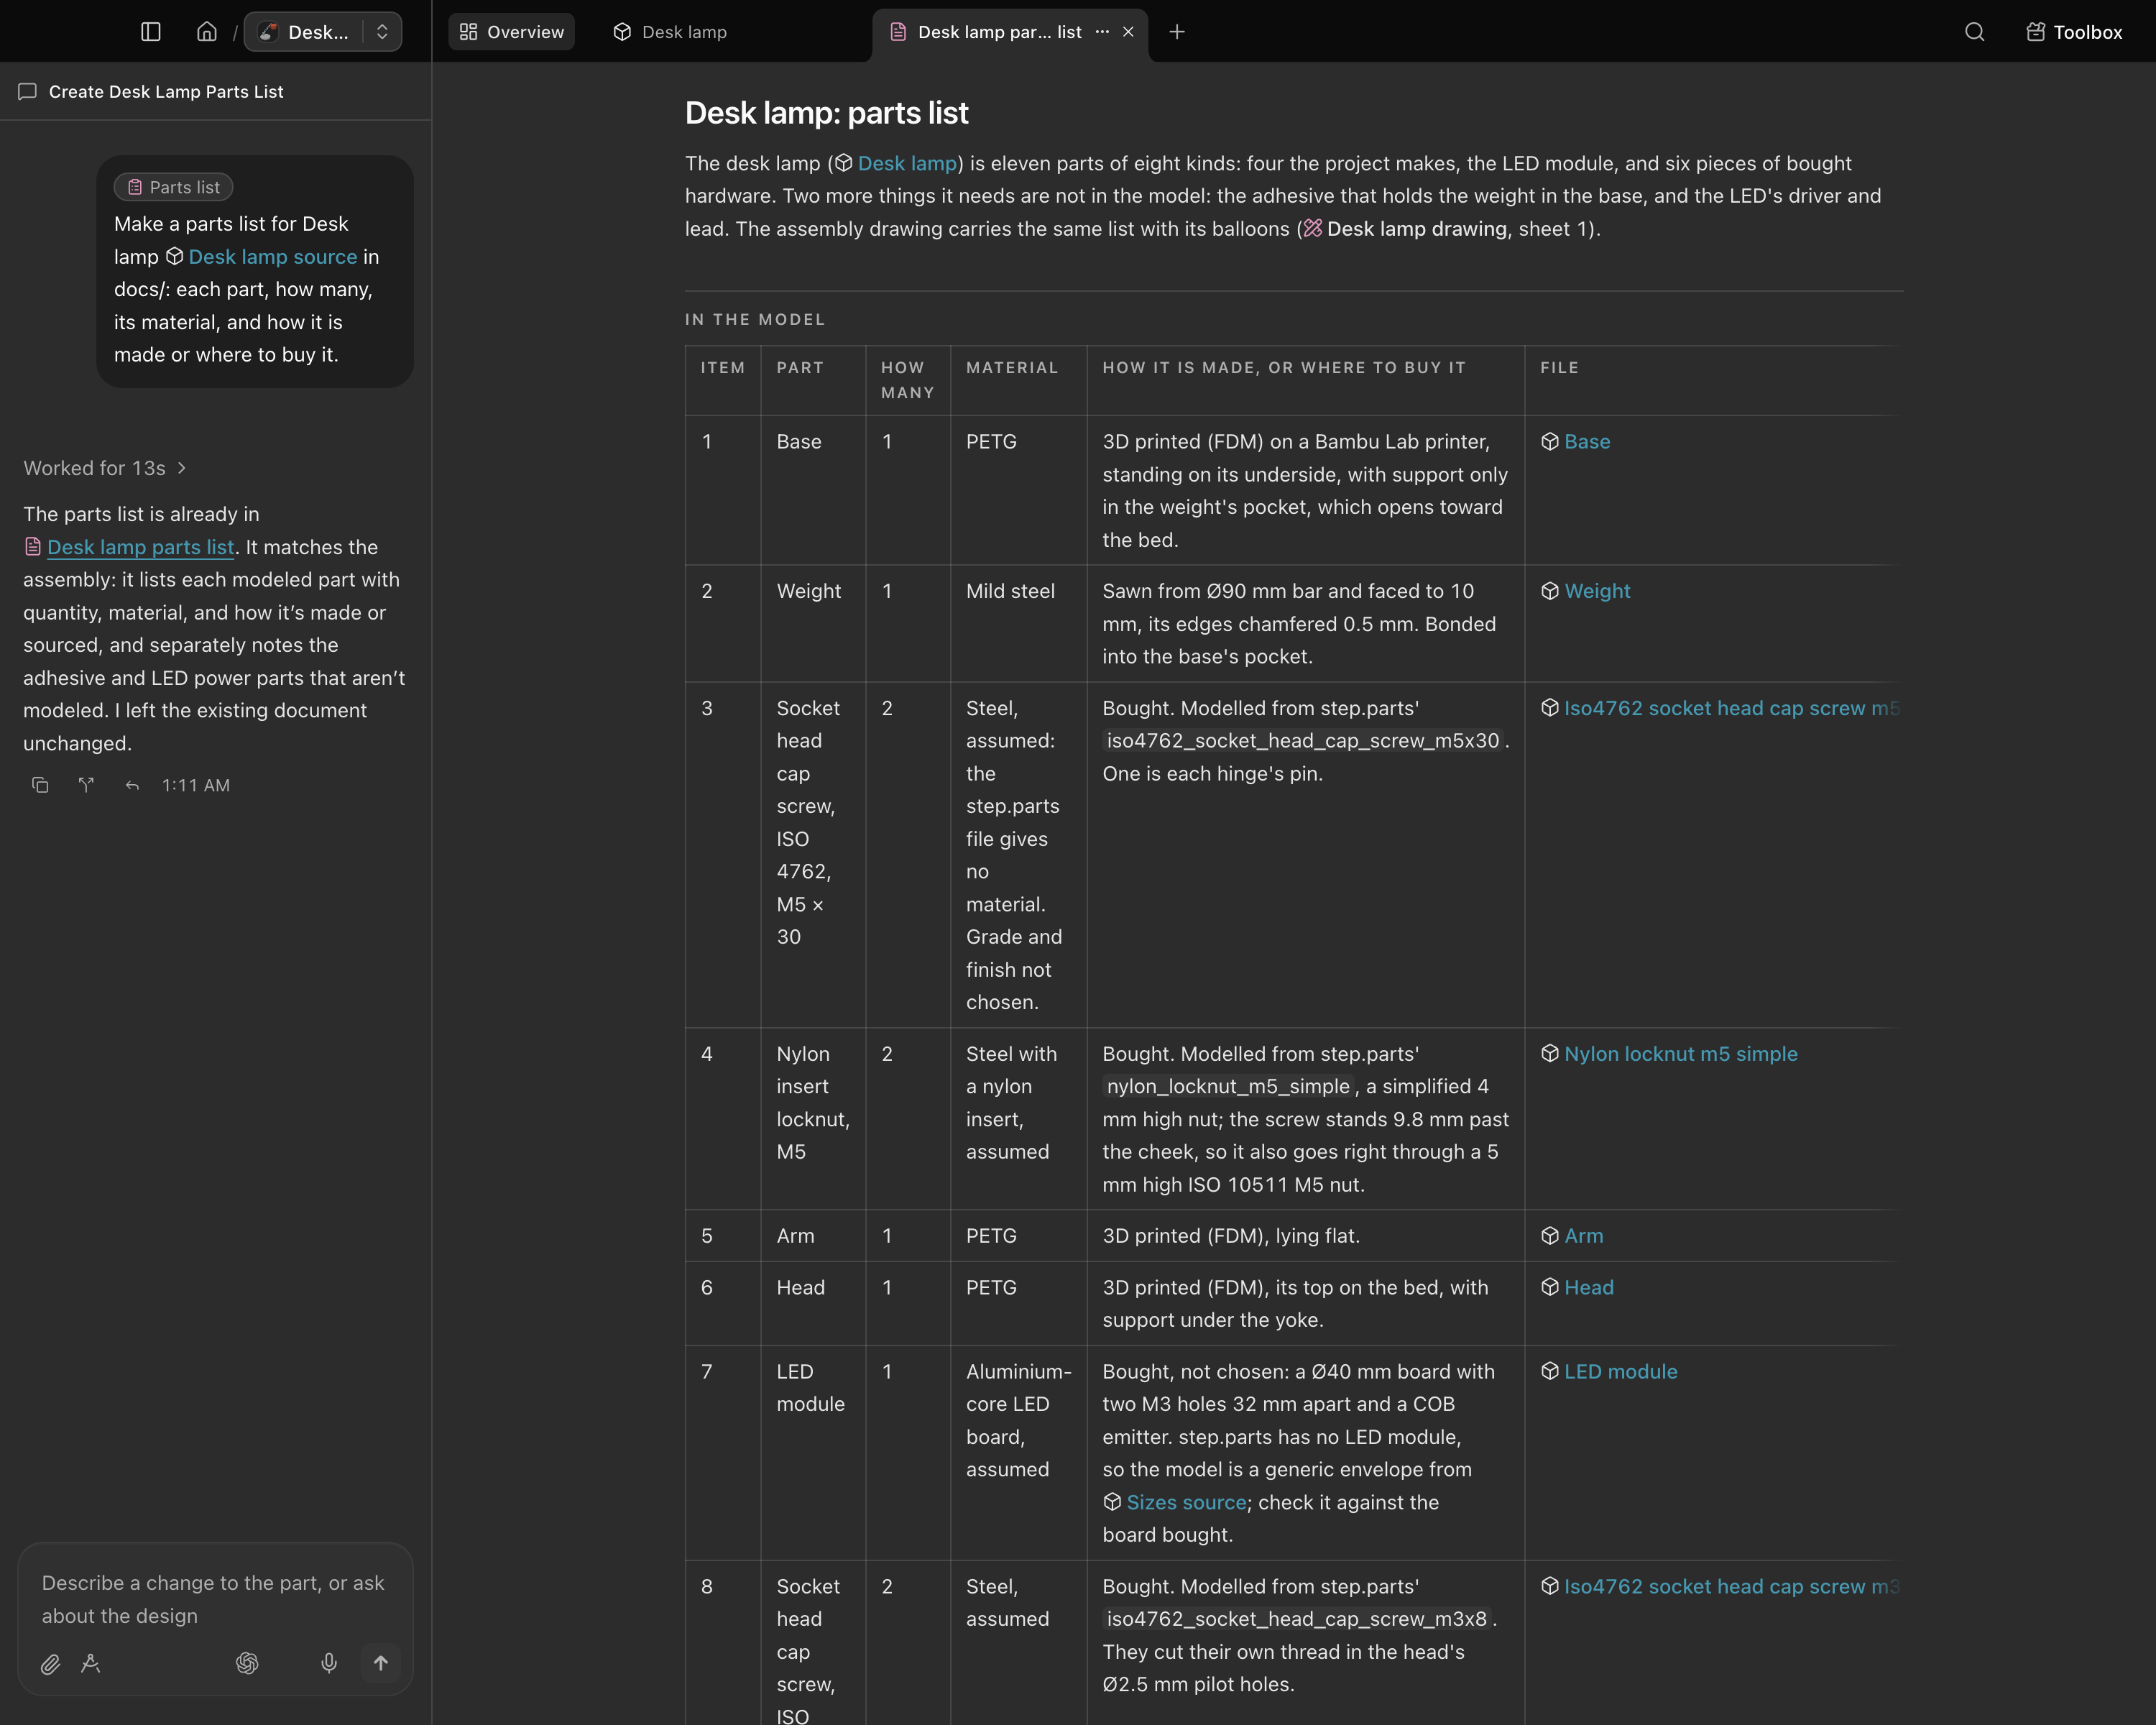 Desk...
Overview
Desk lamp
Desk lamp par... list
Toolbox
Create Desk Lamp Parts List
Parts list
Make a parts list for Desk
lamp Desk lamp source in
docs/: each part, how many,
its material, and how it is
made or where to buy it.
Worked for 13s
The parts list is already in
Desk lamp parts list. It matches the
assembly: it lists each modeled part with
quantity, material, and how it’s made or
sourced, and separately notes the
adhesive and LED power parts that aren’t
modeled. I left the existing document
unchanged.
1:11 AM
Describe a change to the part, or ask
about the design
Desk lamp: parts list
The desk lamp (Desk lamp) is eleven parts of eight kinds: four the project makes, the LED module, and six pieces of bought
hardware. Two more things it needs are not in the model: the adhesive that holds the weight in the base, and the LED's driver and
lead. The assembly drawing carries the same list with its balloons (Desk lamp drawing, sheet 1).
IN THE MODEL
ITEM
PART
HOW
MANY
MATERIAL
HOW IT IS MADE, OR WHERE TO BUY IT
FILE
1
Base
1
PETG
3D printed (FDM) on a Bambu Lab printer,
standing on its underside, with support only
in the weight's pocket, which opens toward
the bed.
Base
2
Weight
1
Mild steel
Sawn from Ø90 mm bar and faced to 10
mm, its edges chamfered 0.5 mm. Bonded
into the base's pocket.
Weight
3
Socket
head
cap
screw,
ISO
4762,
M5 ×
30
2
Steel,
assumed:
the
step.parts
file gives
no
material.
Grade and
finish not
chosen.
Bought. Modelled from step.parts'
iso4762_socket_head_cap_screw_m5x30.
One is each hinge's pin.
Iso4762 socket head cap screw m5
4
Nylon
insert
locknut,
M5
2
Steel with
a nylon
insert,
assumed
Bought. Modelled from step.parts'
nylon_locknut_m5_simple, a simplified 4
mm high nut; the screw stands 9.8 mm past
the cheek, so it also goes right through a 5
mm high ISO 10511 M5 nut.
Nylon locknut m5 simple
5
Arm
1
PETG
3D printed (FDM), lying flat.
Arm
6
Head
1
PETG
3D printed (FDM), its top on the bed, with
support under the yoke.
Head
7
LED
module
1
Aluminium-
core LED
board,
assumed
Bought, not chosen: a Ø40 mm board with
two M3 holes 32 mm apart and a COB
emitter. step.parts has no LED module,
so the model is a generic envelope from
Sizes source; check it against the
board bought.
LED module
8
Socket
head
cap
screw,
ISO
2
Steel,
assumed
Bought. Modelled from step.parts'
iso4762_socket_head_cap_screw_m3x8.
They cut their own thread in the head's
Ø2.5 mm pilot holes.
Iso4762 socket head cap screw m3